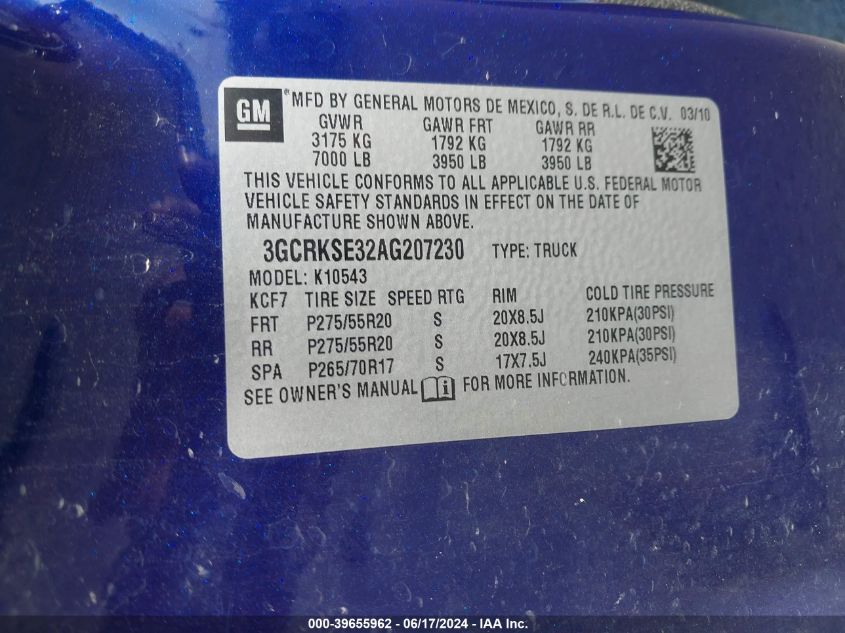 GM ® MFD BY GENERAL MOTORS DE MEXICO, S. DE R.L. DE C.V. 03/10
GVWR GAWR FRT GAWR RR
3175 KG 1792 KG 1792 KG
7000 LB 3950 LB 3950 LB
THIS VEHICLE CONFORMS TO ALL APPLICABLE U.S. FEDERAL MOTOR
VEHICLE SAFETY STANDARDS IN EFFECT ON THE DATE OF
MANUFACTURE SHOWN ABOVE.
3GCRKSE32AG207230 TYPE: TRUCK
MODEL: K10543
KCF7 TIRE SIZE SPEED RTG RIM COLD TIRE PRESSURE
FRT P275/55R20 S 20X8.5J 210KPA(30PSI)
RR P275/55R20 S 20X8.5J 210KPA(30PSI)
SPA P265/70R17 S 17X7.5J 240KPA(35PSI)
SEE OWNER'S MANUAL i FOR MORE INFORMATION.
000-39655962 - 06/17/2024 - IAA Inc.